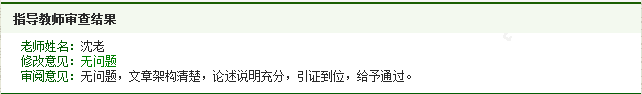 指导教师审查结果
老师姓名：沈老
修改意见：无问题
审阅意见：无问题，文章架构清楚，论述说明充分，引证到位，给予通过。